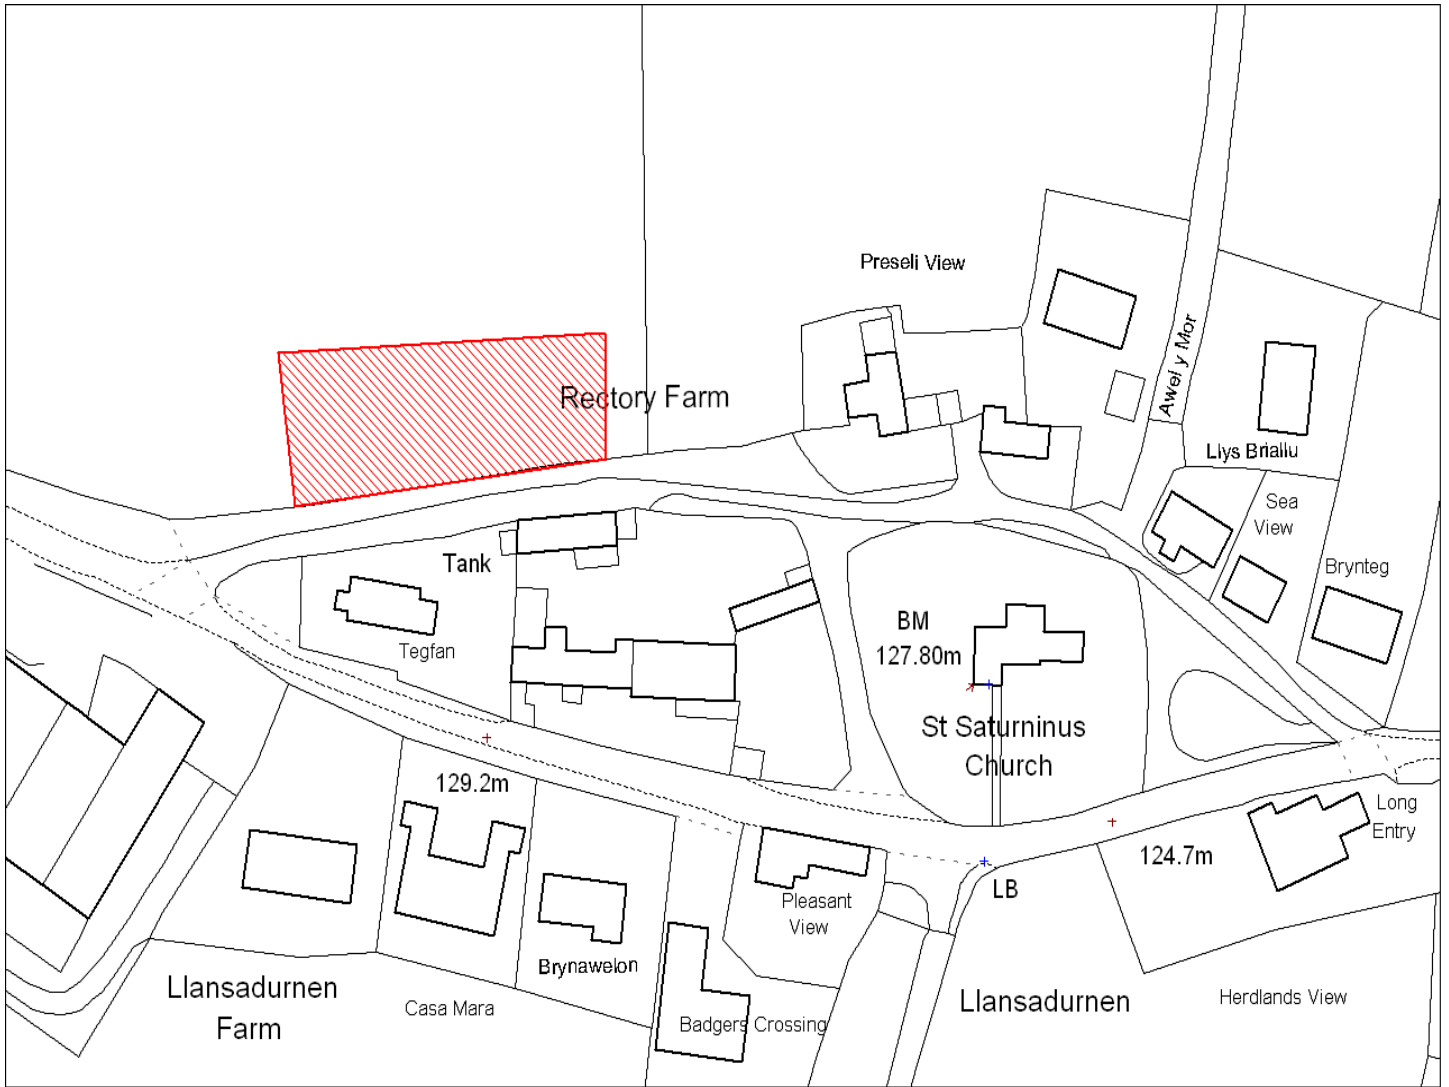 Preseli View
Awel y Mor
Rectory Farm
Llys Briallu
Sea
View
Brynteg
Tank
Tegfan
BM
127.80m
St Saturninus
Church
129.2m
Long
Entry
124.7m
LB
Pleasant
View
Brynawelon
Llansadurnen
Farm
Casa Mara
Badgers Crossing
Llansadurnen
Herdlands View